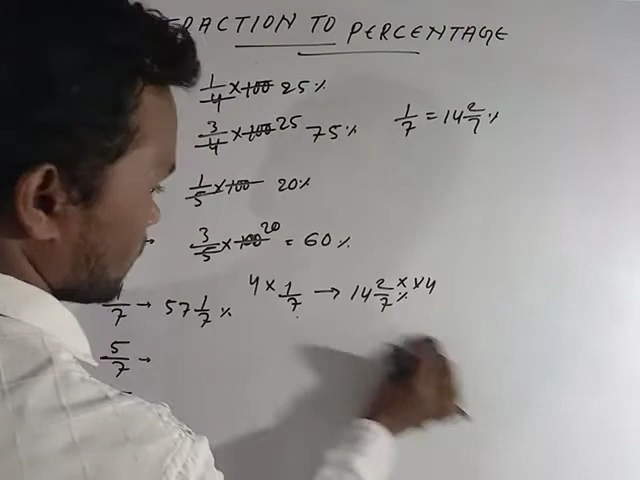 FRACTION TO PERCENTAGE
1/4 × 100 25%
3/4 × 100 25 75%
1/7 = 14 2/7 %
1/5 × 100 20%
3/5 × 100 20 = 60%
/7 → 57 1/7 %
4 × 1/7 → 14 2/7 % × × 4
5/7 →